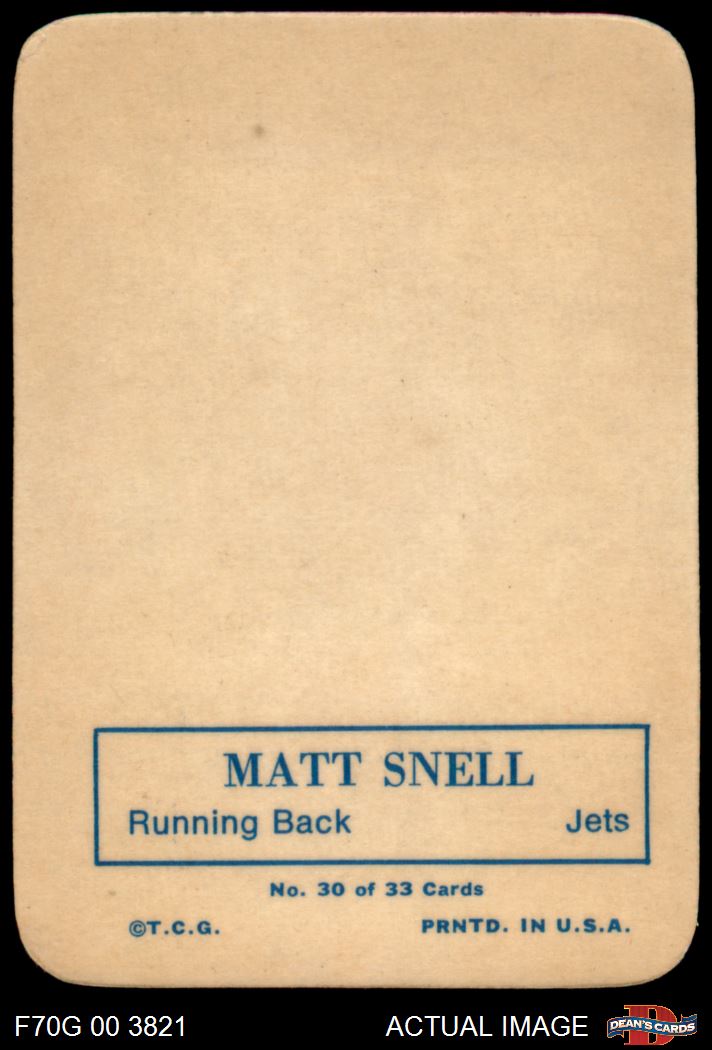 MATT SNELL
Running Back Jets
No. 30 of 33 Cards
©T.C.G. PRNTD. IN U.S.A.
F70G 00 3821 ACTUAL IMAGE DEAN'S CARDS